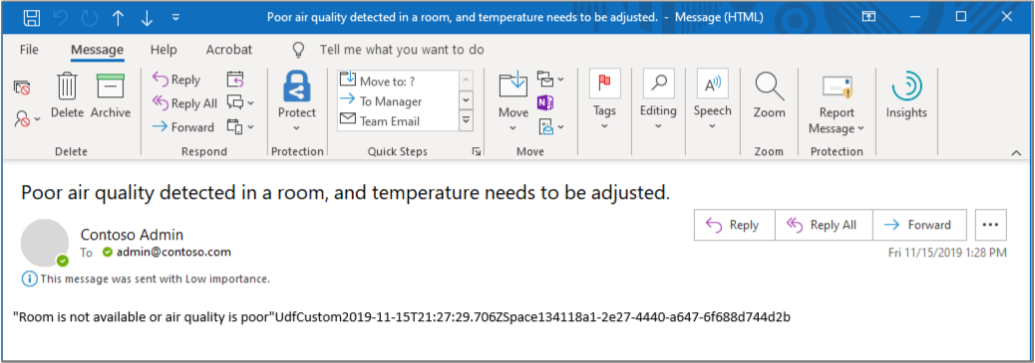 Poor air quality detected in a room, and temperature needs to be adjusted. - Message (HTML)
File Message Help Acrobat Tell me what you want to do
Delete Archive
Delete
Reply
Reply All
Forward
Respond
Protect
Protection
Move to: ?
To Manager
Team Email
Quick Steps
Move
Move
Tags
Editing
Speech
Zoom
Zoom
Report
Message
Protection
Insights
Poor air quality detected in a room, and temperature needs to be adjusted.
Contoso Admin
To admin@contoso.com
Reply Reply All Forward
Fri 11/15/2019 1:28 PM
This message was sent with Low importance.
"Room is not available or air quality is poor"UdfCustom2019-11-15T21:27:29.706ZSpace134118a1-2e27-4440-a647-6f688d744d2b